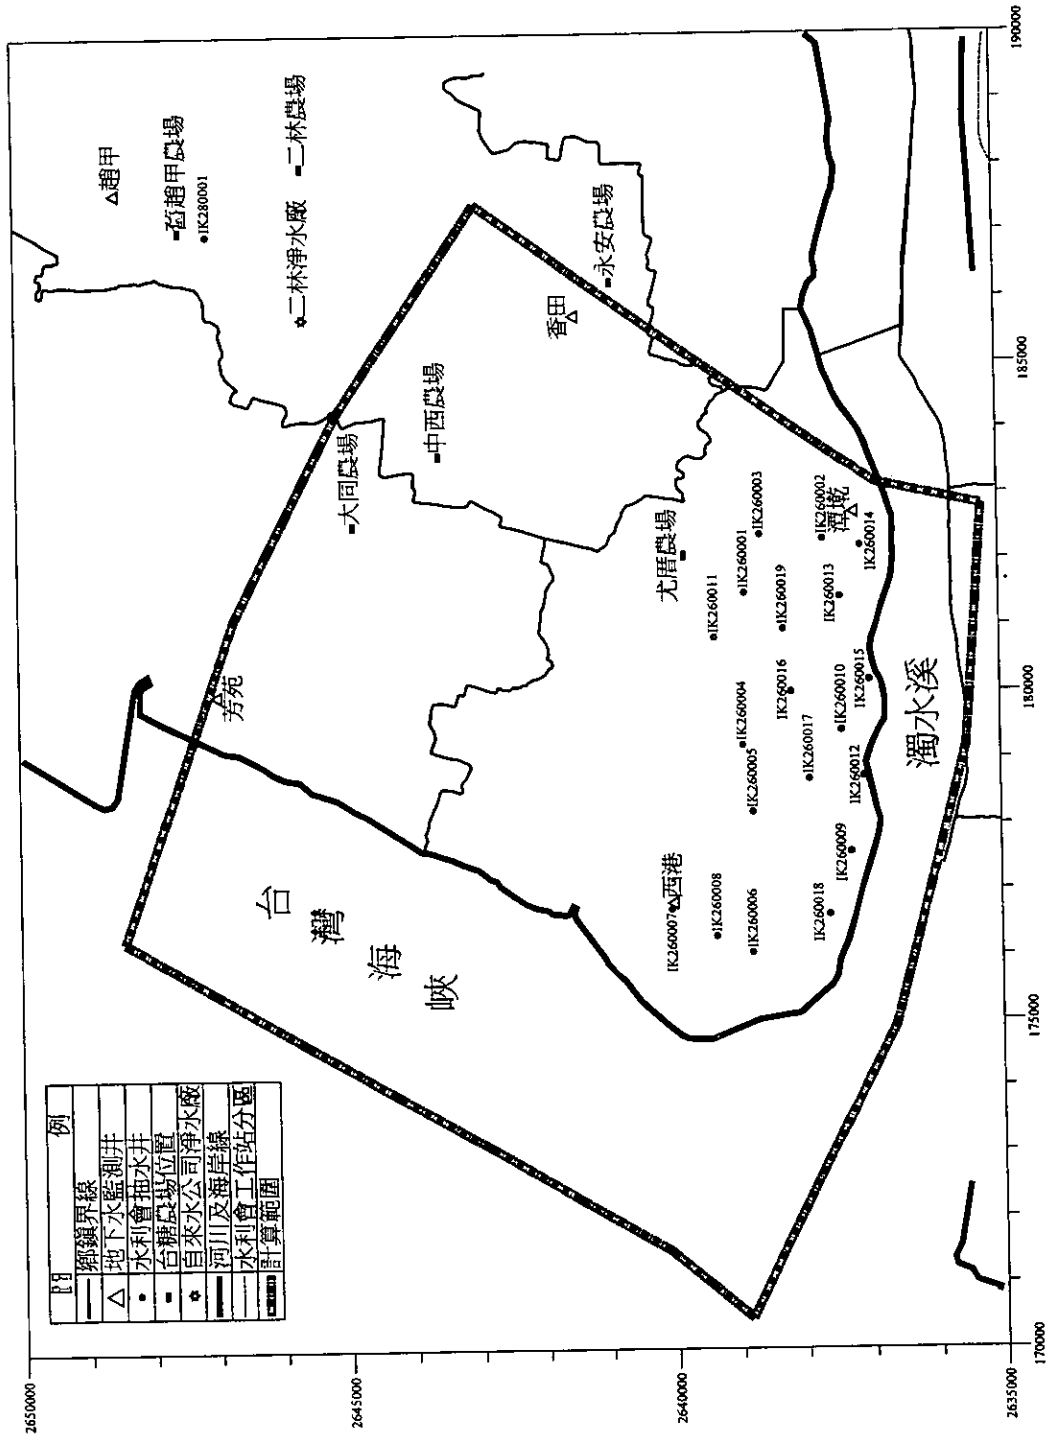 圖例
鄉鎮界線
地下水監測井
水利會抽水井
台糖農場位置
自來水公司淨水廠
河川及海岸線
水利會工作站分區
計算範圍
趙甲
舊趙甲農場
IK280001
二林淨水廠
二林農場
永安農場
香田
中西農場
大同農場
芳苑
台灣海峽
尤厝農場
IK260011
IK260001
IK260003
IK260019
IK260002
潭墘
IK260014
IK260013
IK260016
IK260004
IK260005
IK260017
IK260010
IK260015
IK260012
IK260009
IK260018
西港
IK260007
IK260008
IK260006
濁水溪
2650000
2645000
2640000
2635000
170000
175000
180000
185000
190000